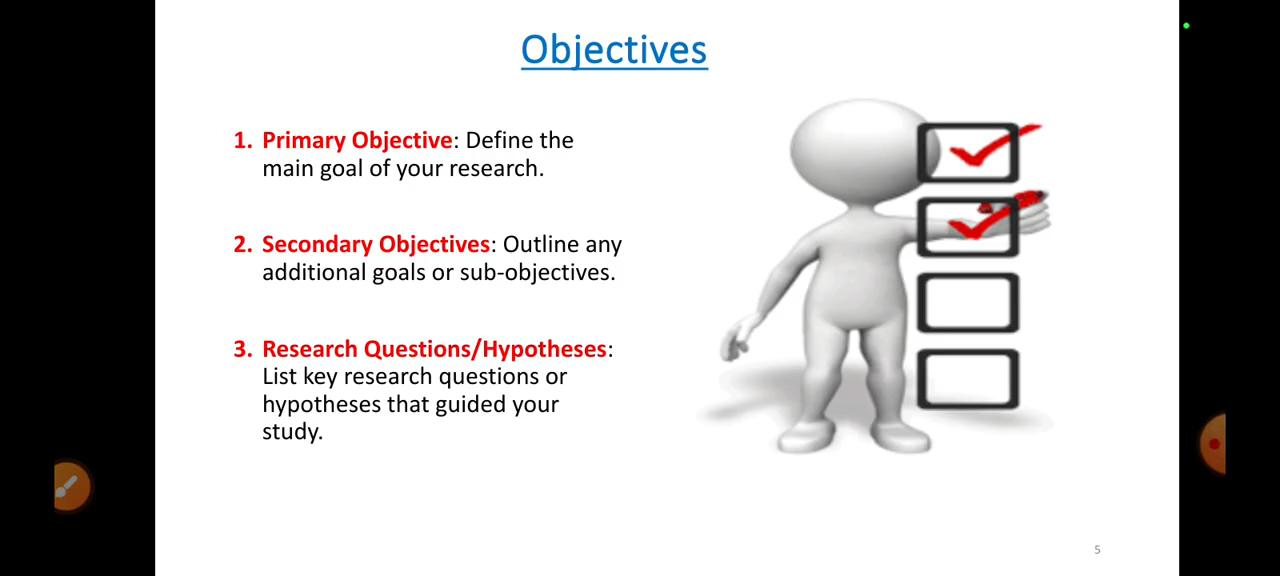 Objectives
1. Primary Objective: Define the
main goal of your research.
2. Secondary Objectives: Outline any
additional goals or sub-objectives.
3. Research Questions/Hypotheses:
List key research questions or
hypotheses that guided your
study.
5